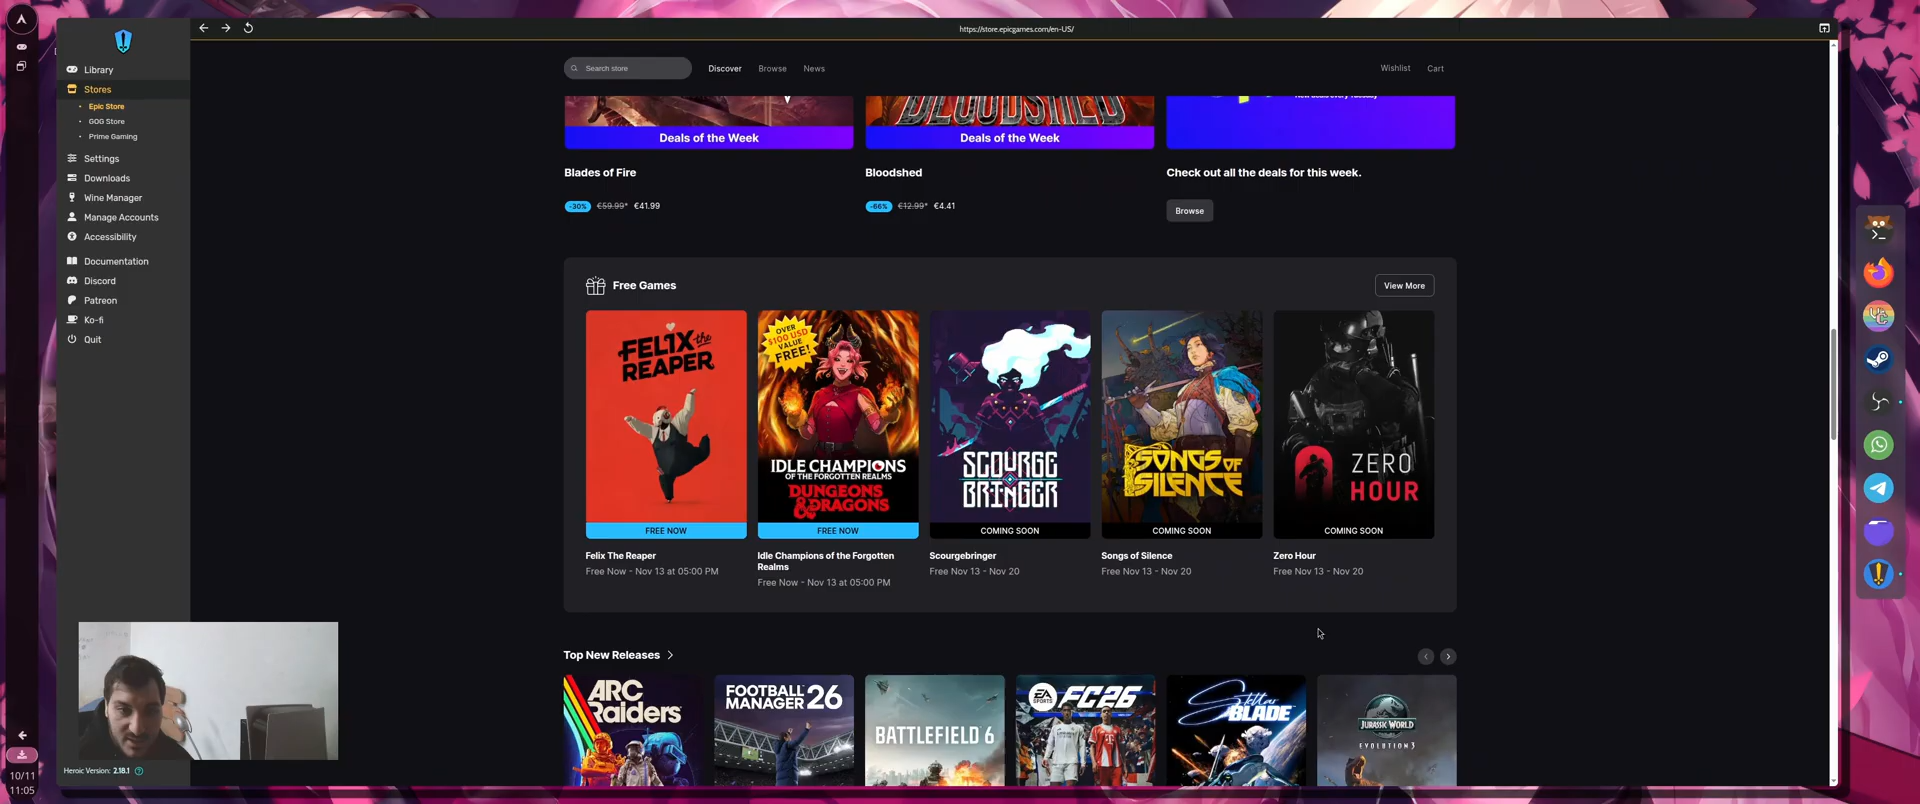 https://store.epicgames.com/en-US/
Library
Stores
Epic Store
GOG Store
Prime Gaming
Settings
Downloads
Wine Manager
Manage Accounts
Accessibility
Documentation
Discord
Patreon
Ko-fi
Quit
Search store
Discover
Browse
News
Wishlist
Cart
BLOODSHED
New deals every Tuesday
Deals of the Week
Deals of the Week
Blades of Fire
Bloodshed
Check out all the deals for this week.
-30% €59.99* €41.99
-66% €12.99* €4.41
Browse
Free Games
View More
FELIX the
REAPER
OVER
$100 USD
VALUE
FREE!
IDLE CHAMPIONS
OF THE FORGOTTEN REALMS
DUNGEONS
& DRAGONS
SCOURGE
BRINGER
SONGS OF
SILENCE
ZERO
HOUR
FREE NOW
FREE NOW
COMING SOON
COMING SOON
COMING SOON
Felix The Reaper
Free Now - Nov 13 at 05:00 PM
Idle Champions of the Forgotten
Realms
Free Now - Nov 13 at 05:00 PM
Scourgebringer
Free Nov 13 - Nov 20
Songs of Silence
Free Nov 13 - Nov 20
Zero Hour
Free Nov 13 - Nov 20
Top New Releases
ARC
Raiders
FOOTBALL
MANAGER 26
BATTLEFIELD 6
EA
SPORTS
FC26
Stellar
BLADE
JURASSIC WORLD
EVOLUTION 3
Heroic Version: 2.18.1
10/11
11:05